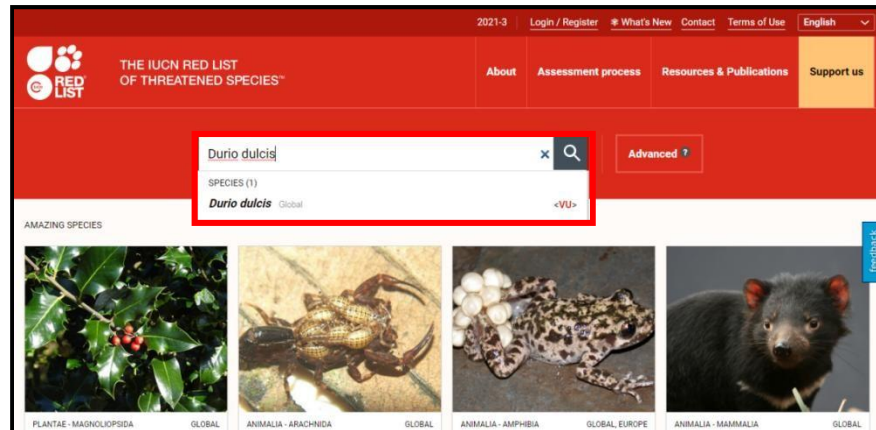 2021-3 Login / Register ✱ What's New Contact Terms of Use English
RED LIST
THE IUCN RED LIST
OF THREATENED SPECIES™
About Assessment process Resources & Publications Support us
Durio dulcis × Advanced ?
SPECIES (1)
Durio dulcis Global <VU>
AMAZING SPECIES
feedback
PLANTAE - MAGNOLIOPSIDA GLOBAL ANIMALIA - ARACHNIDA GLOBAL ANIMALIA - AMPHIBIA GLOBAL, EUROPE ANIMALIA - MAMMALIA GLOBAL